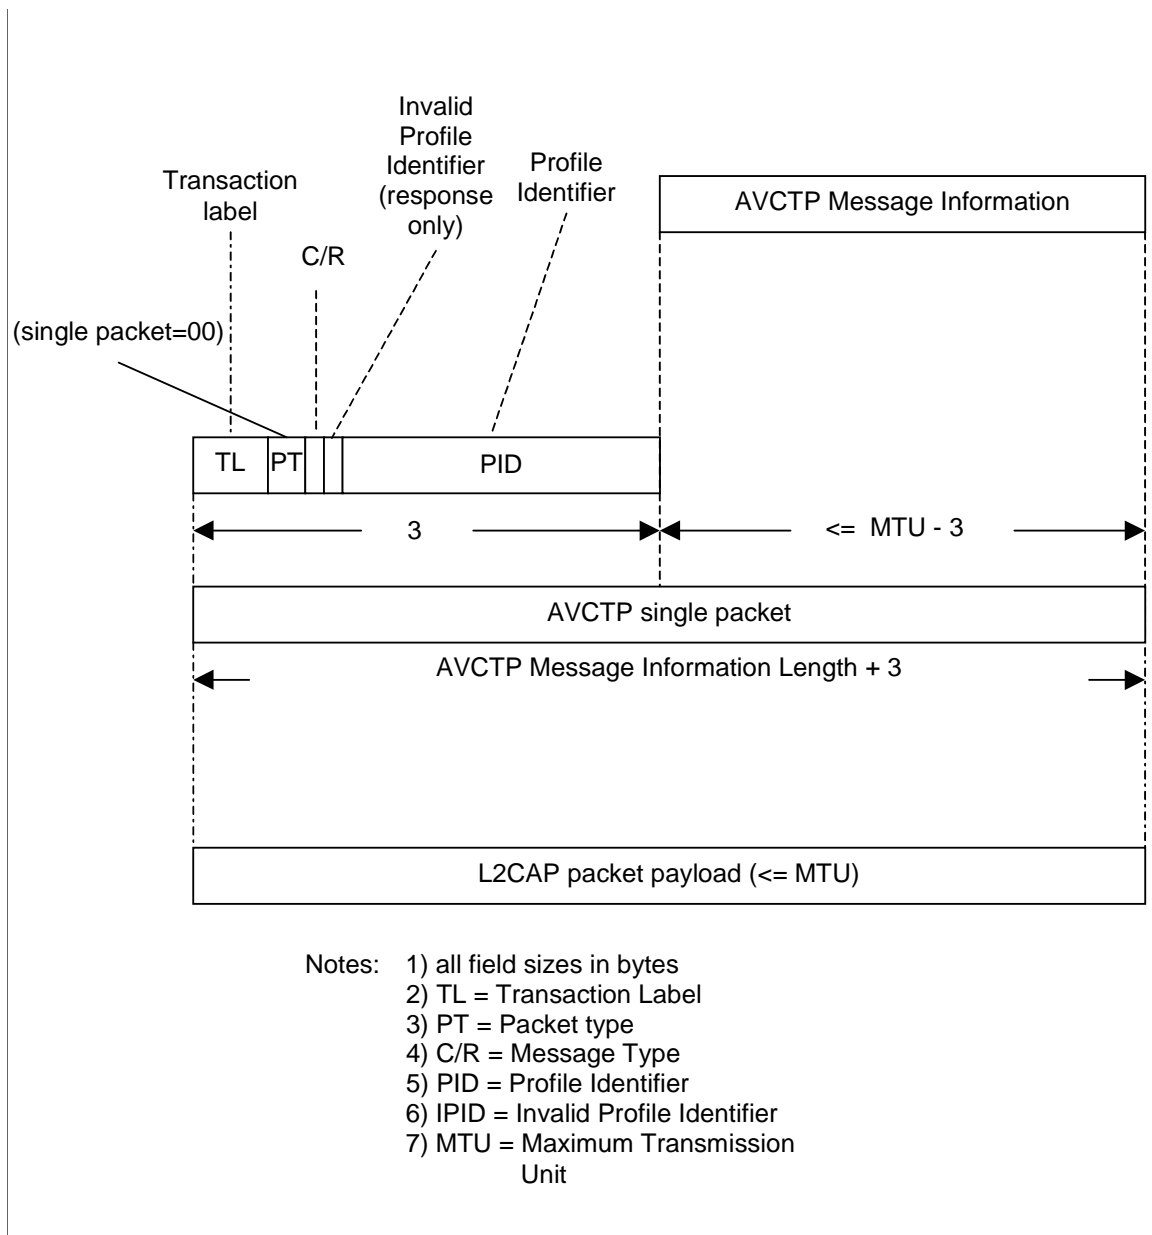 Invalid
Profile
Identifier
(response
only)
Profile
Identifier
Transaction
label
AVCTP Message Information
C/R
(single packet=00)
TL
PT
PID
3
<= MTU - 3
AVCTP single packet
AVCTP Message Information Length + 3
L2CAP packet payload (<= MTU)
Notes: 1) all field sizes in bytes
2) TL = Transaction Label
3) PT = Packet type
4) C/R = Message Type
5) PID = Profile Identifier
6) IPID = Invalid Profile Identifier
7) MTU = Maximum Transmission
Unit